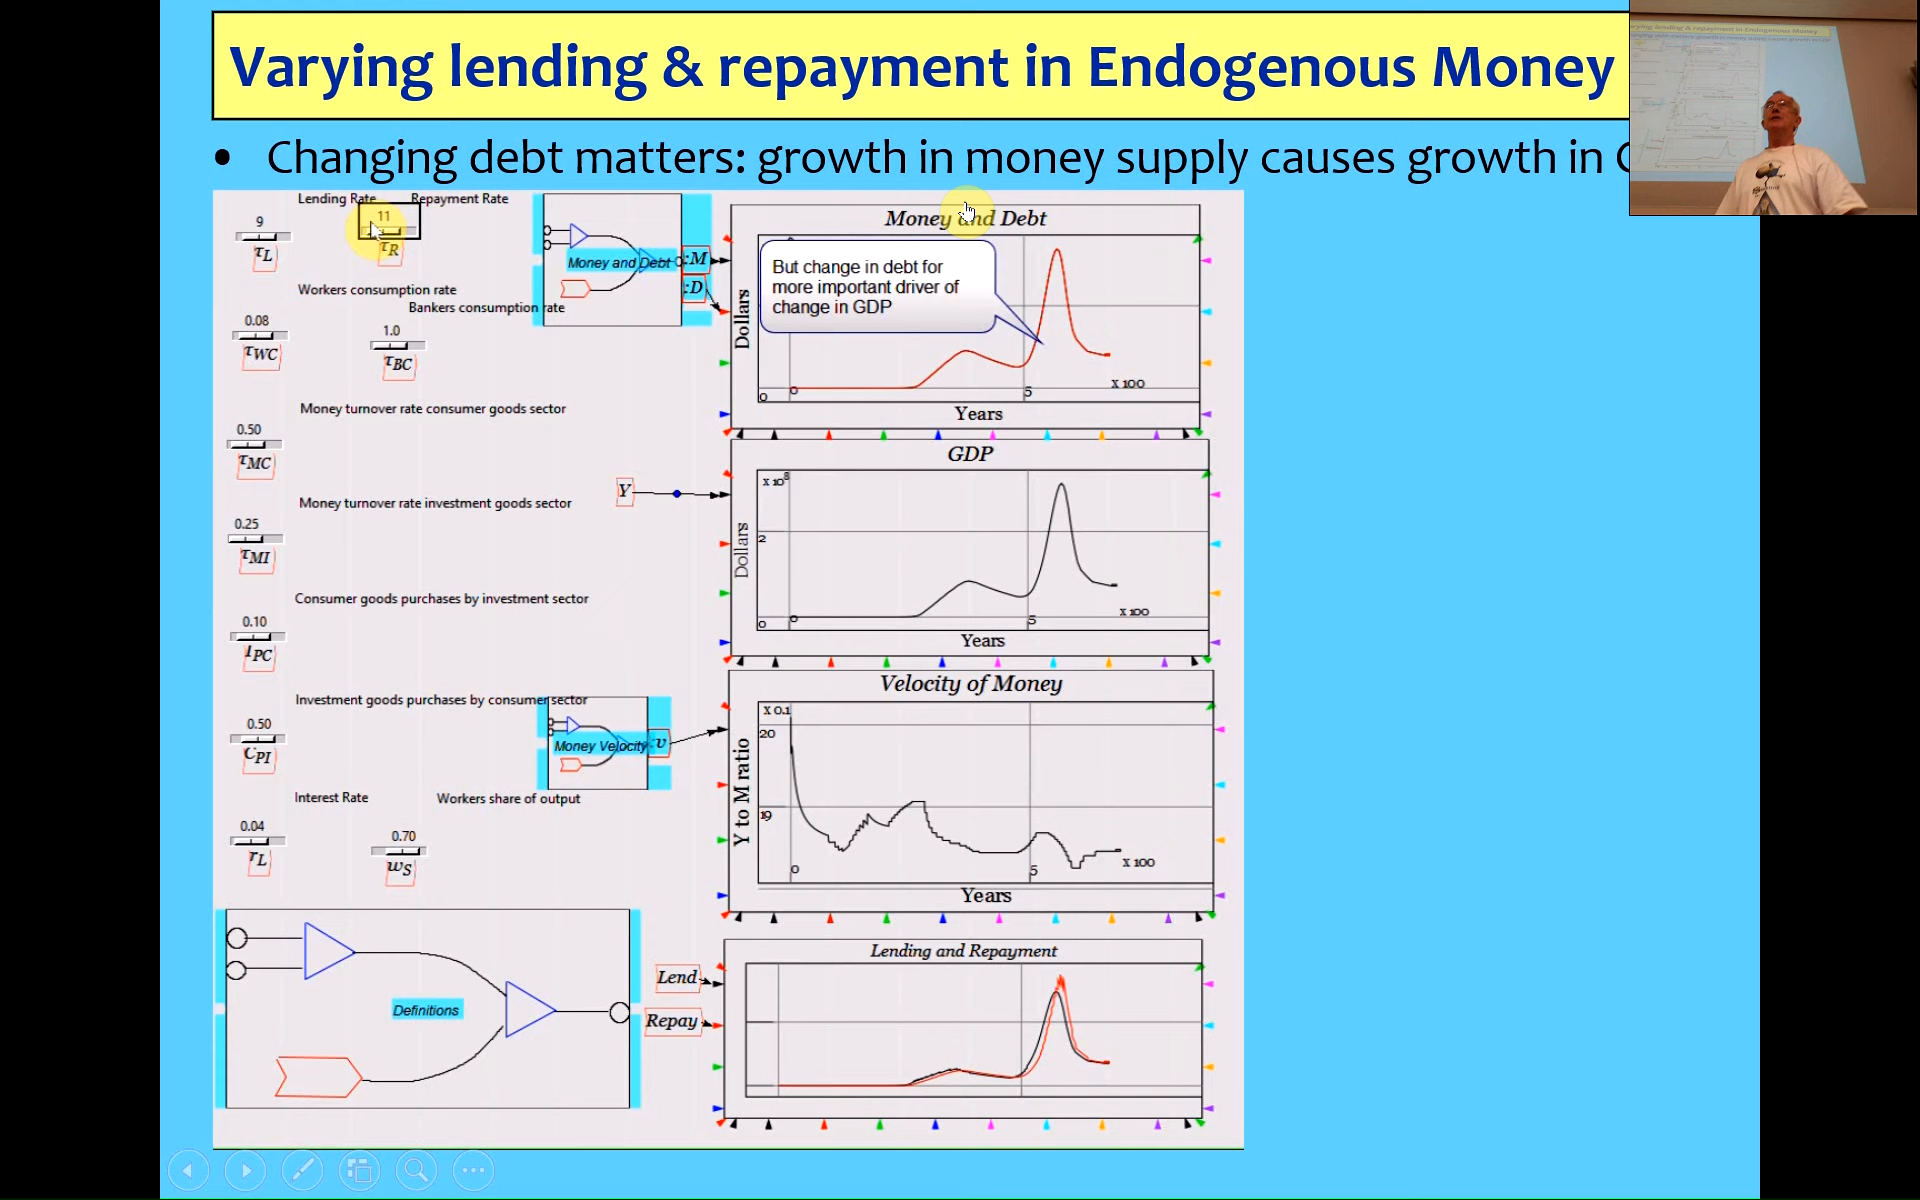 Varying lending & repayment in Endogenous Money
• Changing debt matters: growth in money supply causes growth in
Lending Rate
Repayment Rate
9
τL
11
τR
Workers consumption rate
Bankers consumption rate
0.08
τWC
1.0
τBC
Money turnover rate consumer goods sector
0.50
τMC
Money turnover rate investment goods sector
0.25
τMI
Consumer goods purchases by investment sector
0.10
IPC
Investment goods purchases by consumer sector
0.50
CPI
Interest Rate
Workers share of output
0.04
rL
0.70
wS
Money and Debt
:M
:D
Money and Debt
But change in debt for
more important driver of
change in GDP
Dollars
0
0
5
X 100
Years
Y
GDP
X 10⁸
Dollars
2
0
0
5
X 100
Years
Money Velocity
:v
Velocity of Money
X 0.1
20
Y to M ratio
19
0
5
X 100
Years
Definitions
Lend
Repay
Lending and Repayment